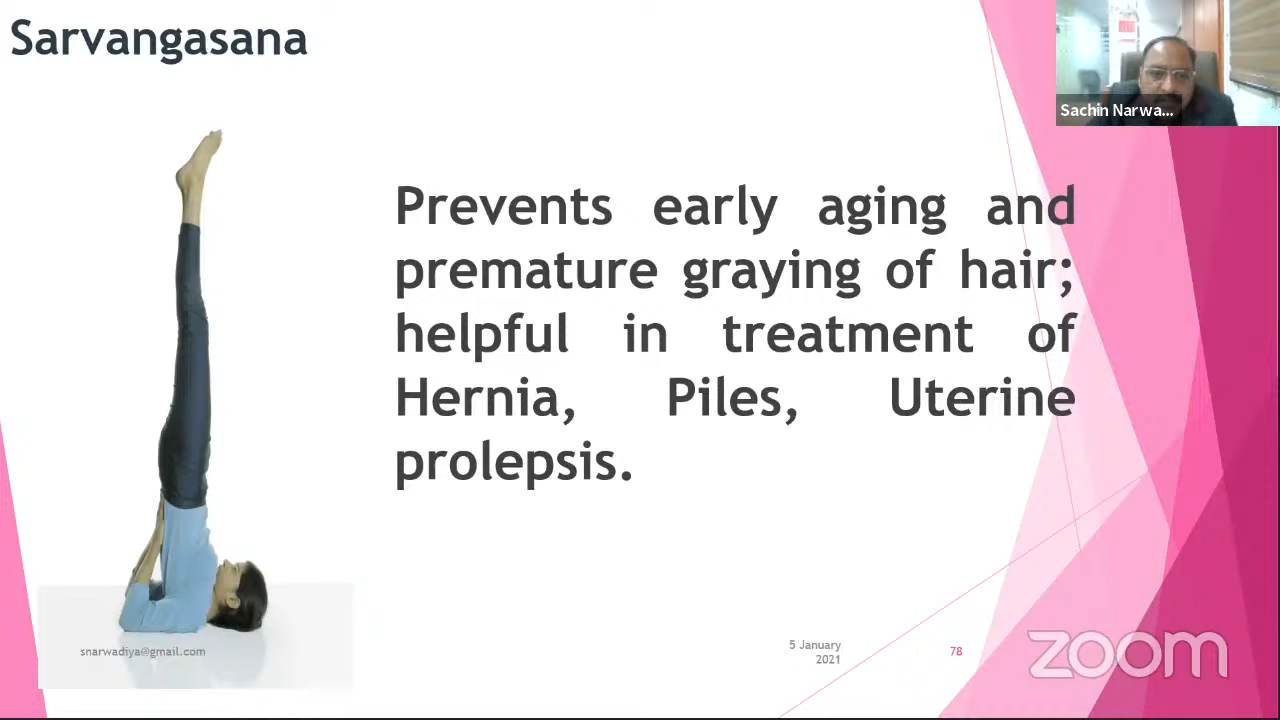 Sarvangasana
Sachin Narwa...
Prevents early aging and
premature graying of hair;
helpful in treatment of
Hernia, Piles, Uterine
prolepsis.
snarwadiya@gmail.com
5 January
2021
78
zoom